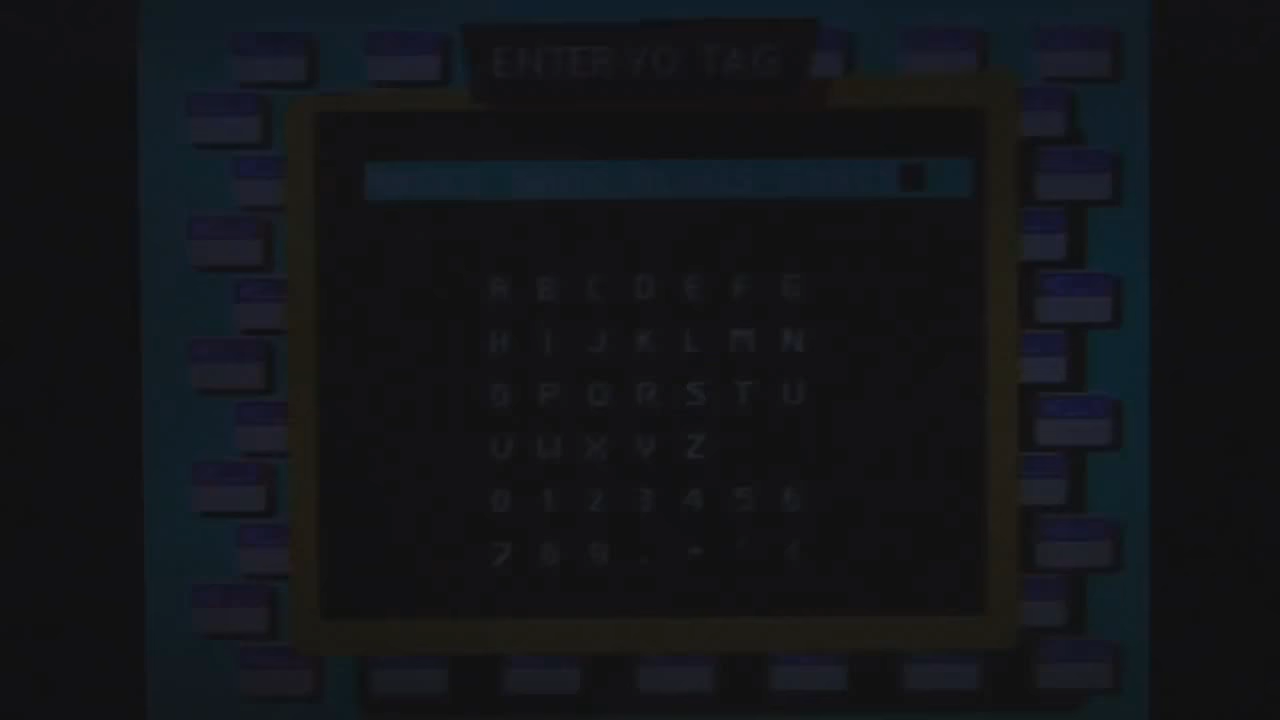 ENTER YO TAG
A B C D E F G
H I J K L M N
O P Q R S T U
V W X Y Z
0 1 2 3 4 5 6
7 8 9 . -